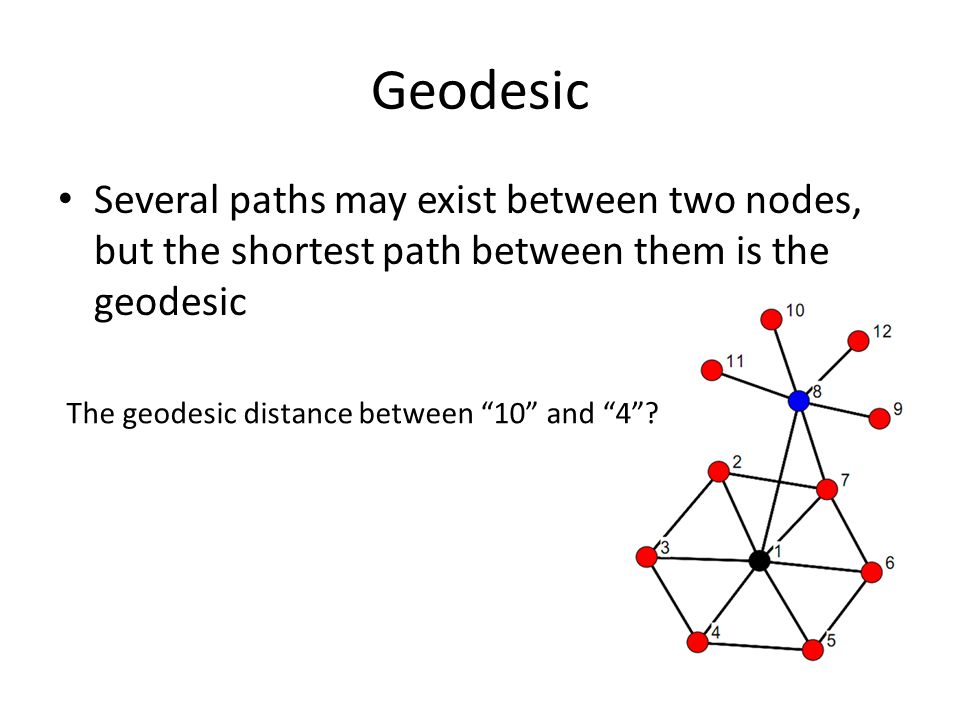 Geodesic
• Several paths may exist between two nodes,
but the shortest path between them is the
geodesic
The geodesic distance between “10” and “4”?
10
12
11
8
9
2
7
3
1
6
4
5